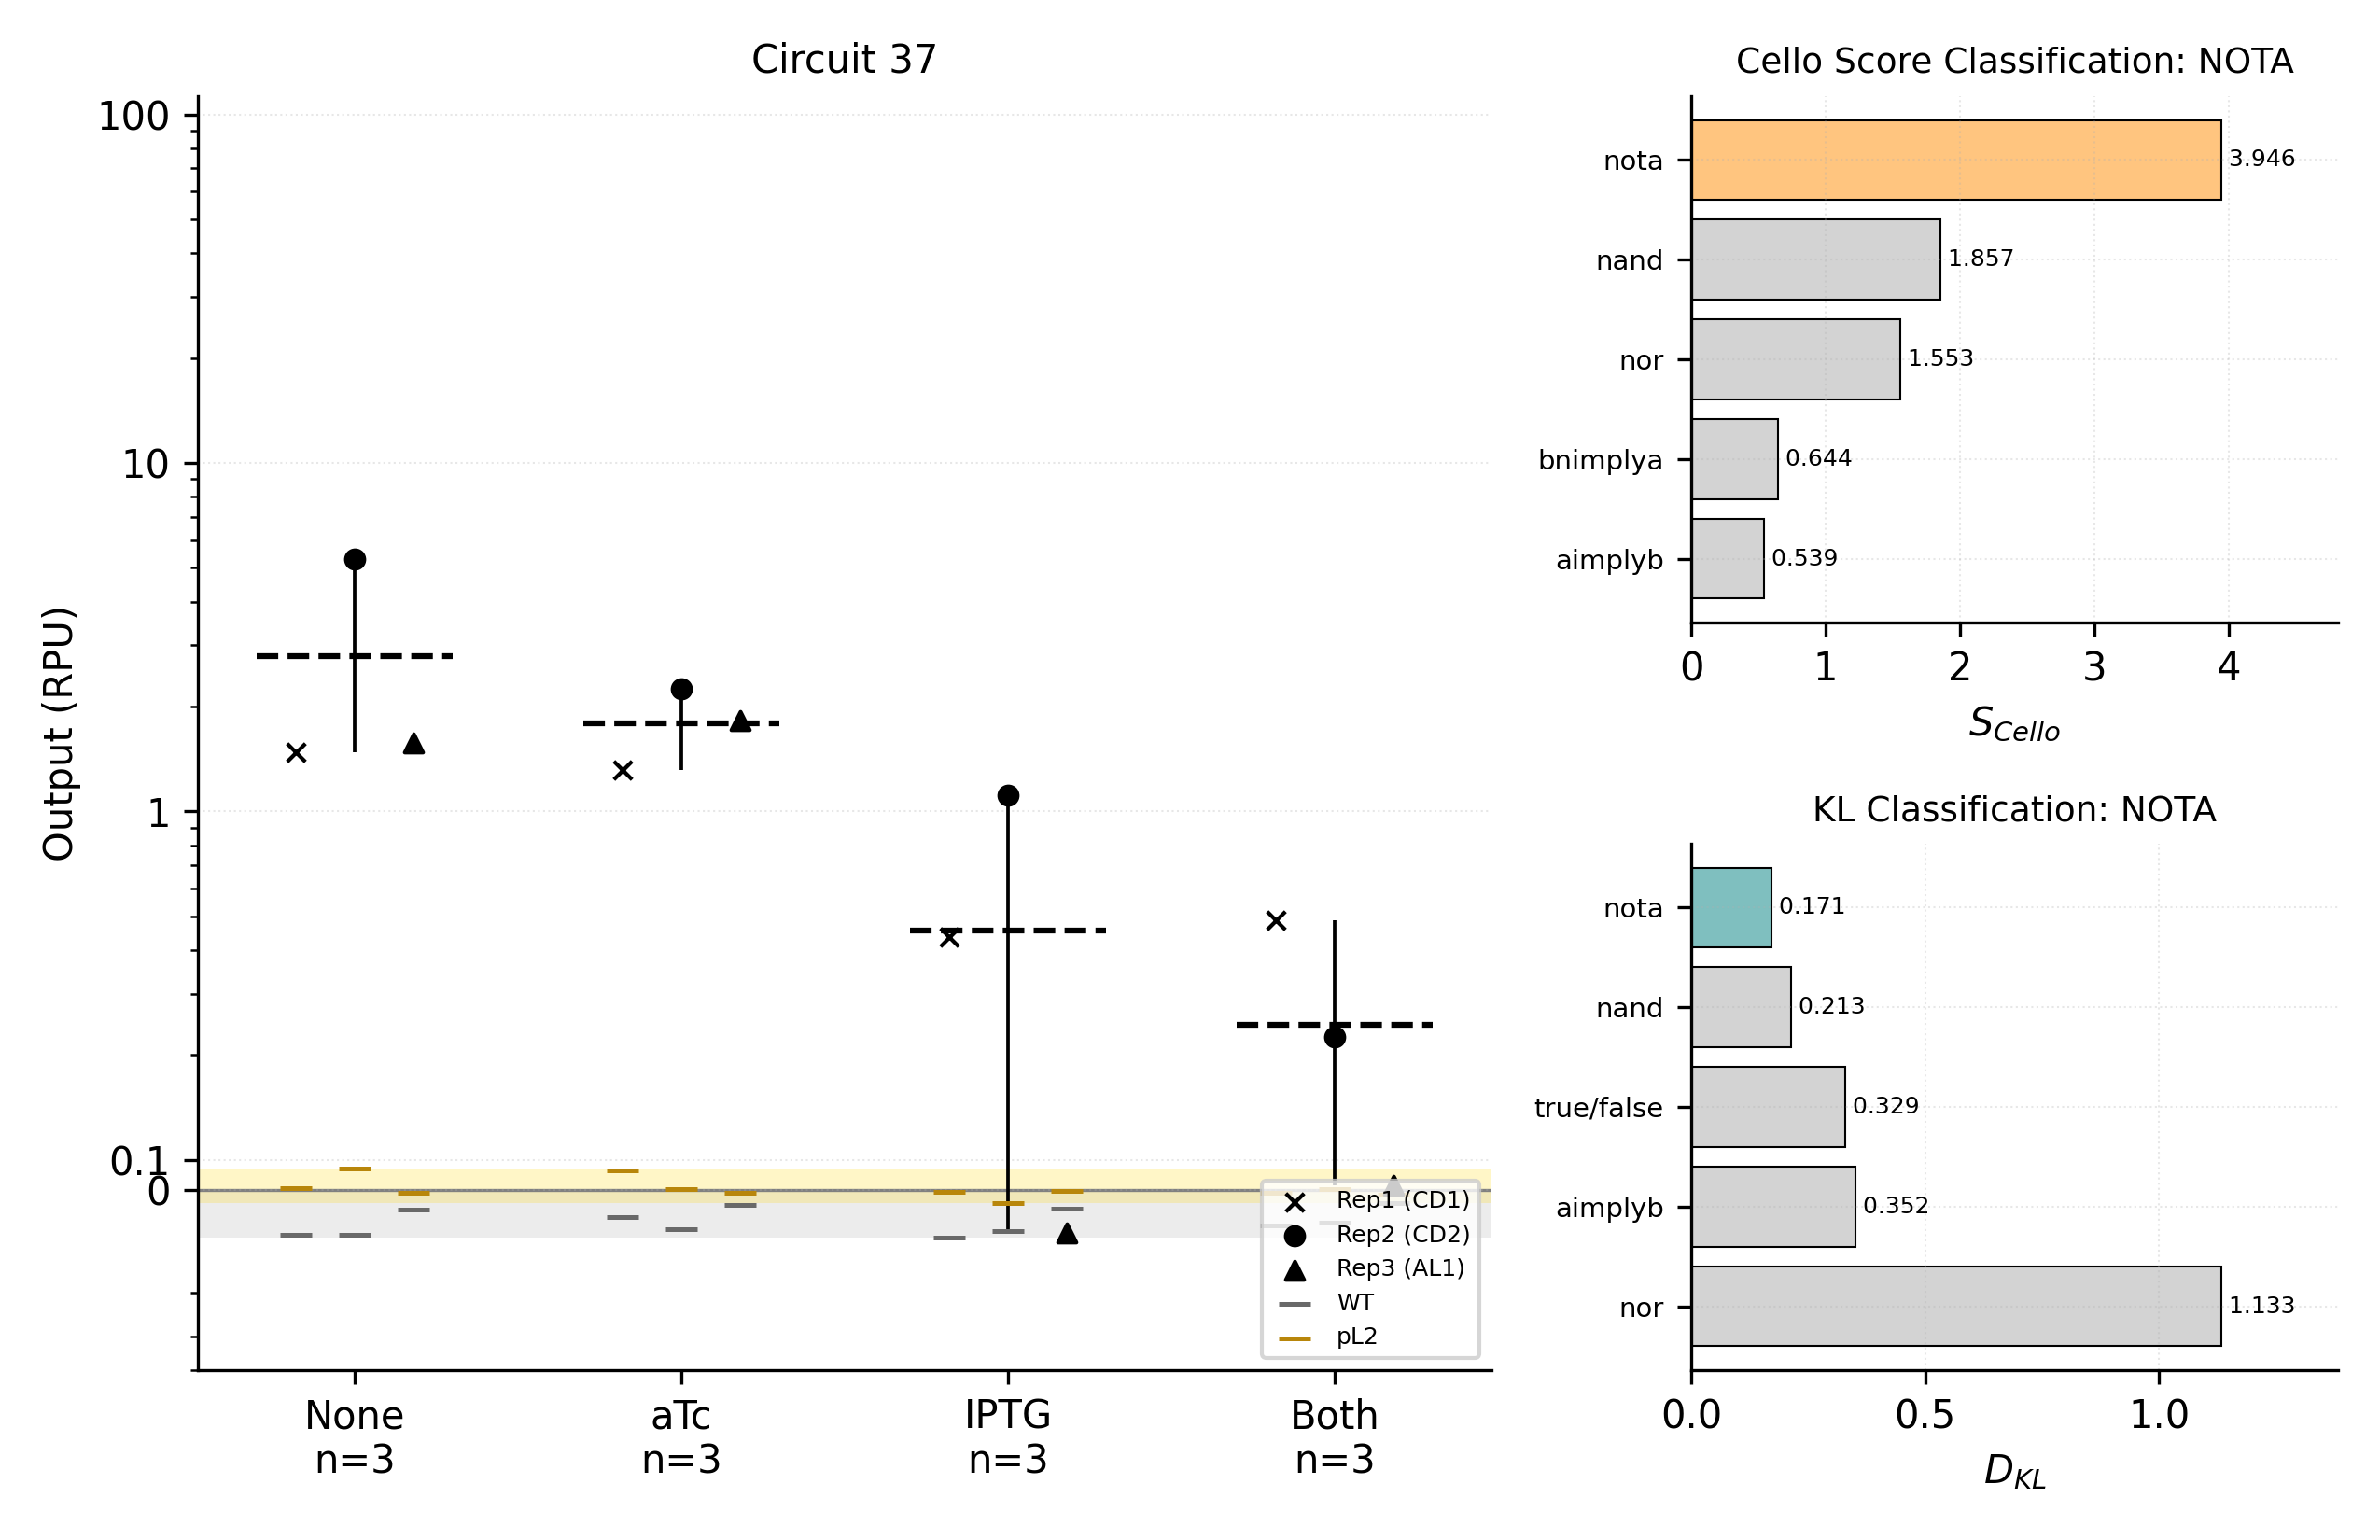 Circuit 37
Output (RPU)
100
10
1
0.1
0
None
n=3
aTc
n=3
IPTG
n=3
Both
n=3
Rep1 (CD1)
Rep2 (CD2)
Rep3 (AL1)
WT
pL2
Cello Score Classification: NOTA
nota
3.946
nand
1.857
nor
1.553
bnimplya
0.644
aimplyb
0.539
0 1 2 3 4
S_Cello
KL Classification: NOTA
nota
0.171
nand
0.213
true/false
0.329
aimplyb
0.352
nor
1.133
0.0 0.5 1.0
D_KL